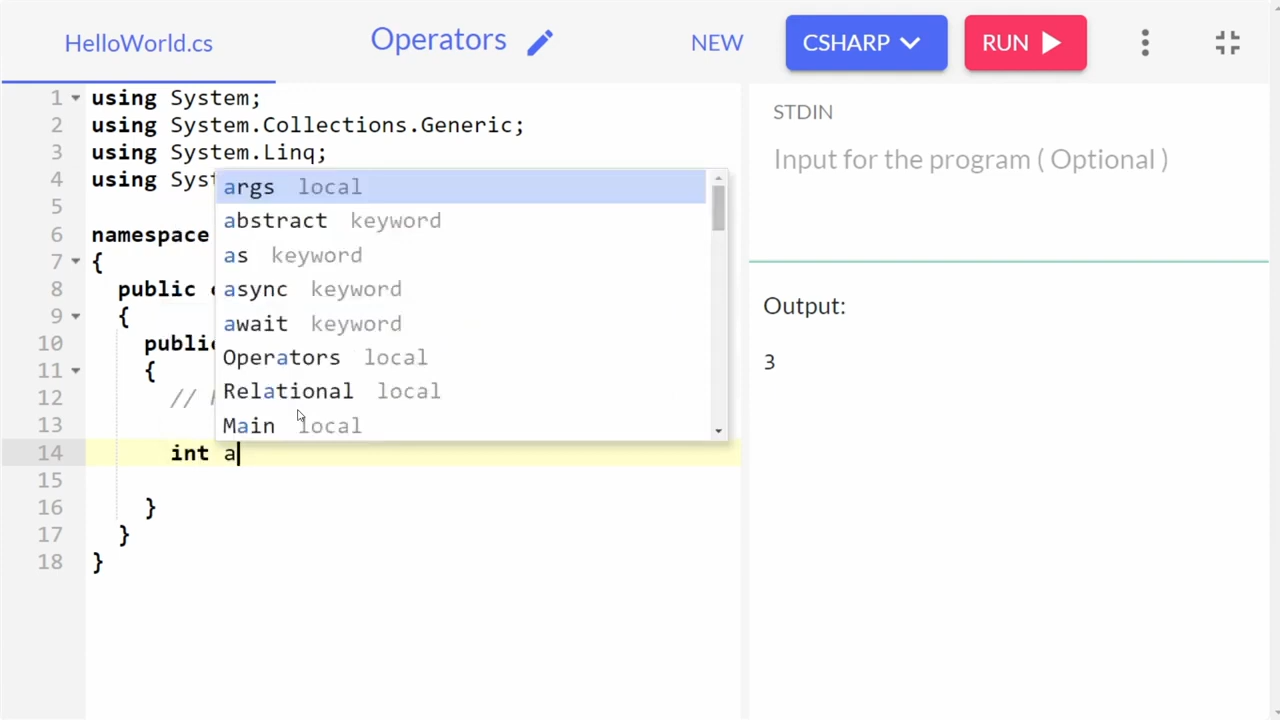 HelloWorld.cs Operators NEW CSHARP RUN
1 using System;
2 using System.Collections.Generic;
3 using System.Linq;
4 using Syst
5
6 namespace
7 {
8 public
9 {
10 public
11 {
12 //
13
14 int a
15
16 }
17 }
18 }
args local
abstract keyword
as keyword
async keyword
await keyword
Operators local
Relational local
Main local
STDIN
Input for the program ( Optional )
Output:
3